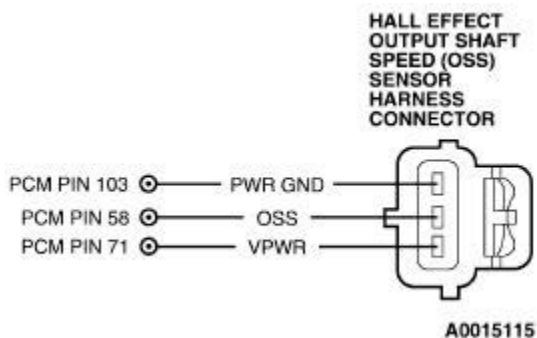 HALL EFFECT
OUTPUT SHAFT
SPEED (OSS)
SENSOR
HARNESS
CONNECTOR
PCM PIN 103 PWR GND
PCM PIN 58 OSS
PCM PIN 71 VPWR
A0015115